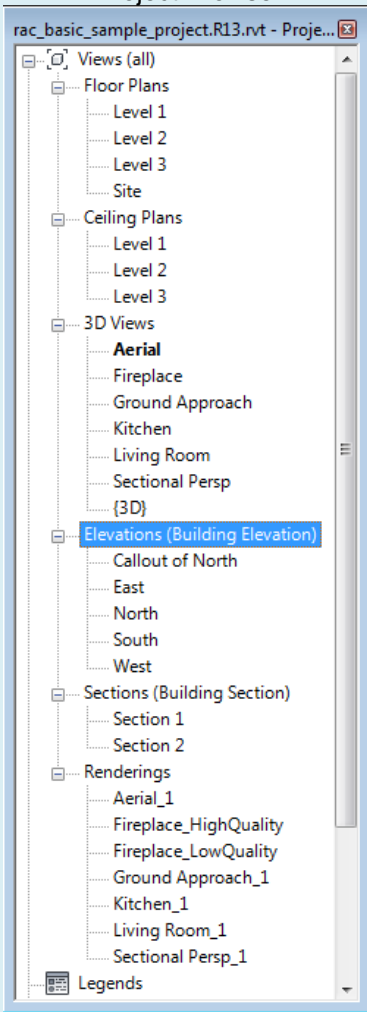 rac_basic_sample_project.R13.rvt - Proje...
Views (all)
Floor Plans
Level 1
Level 2
Level 3
Site
Ceiling Plans
Level 1
Level 2
Level 3
3D Views
Aerial
Fireplace
Ground Approach
Kitchen
Living Room
Sectional Persp
{3D}
Elevations (Building Elevation)
Callout of North
East
North
South
West
Sections (Building Section)
Section 1
Section 2
Renderings
Aerial_1
Fireplace_HighQuality
Fireplace_LowQuality
Ground Approach_1
Kitchen_1
Living Room_1
Sectional Persp_1
Legends